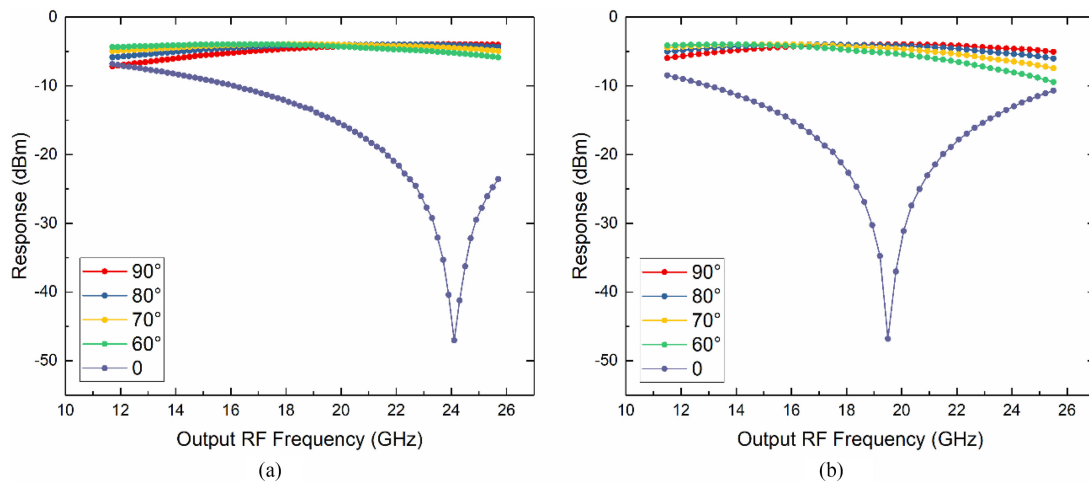 0
-10
-20
-30
-40
-50
Response (dBm)
90°
80°
70°
60°
0
10 12 14 16 18 20 22 24 26
Output RF Frequency (GHz)
(a)
0
-10
-20
-30
-40
-50
Response (dBm)
90°
80°
70°
60°
0
10 12 14 16 18 20 22 24 26
Output RF Frequency (GHz)
(b)